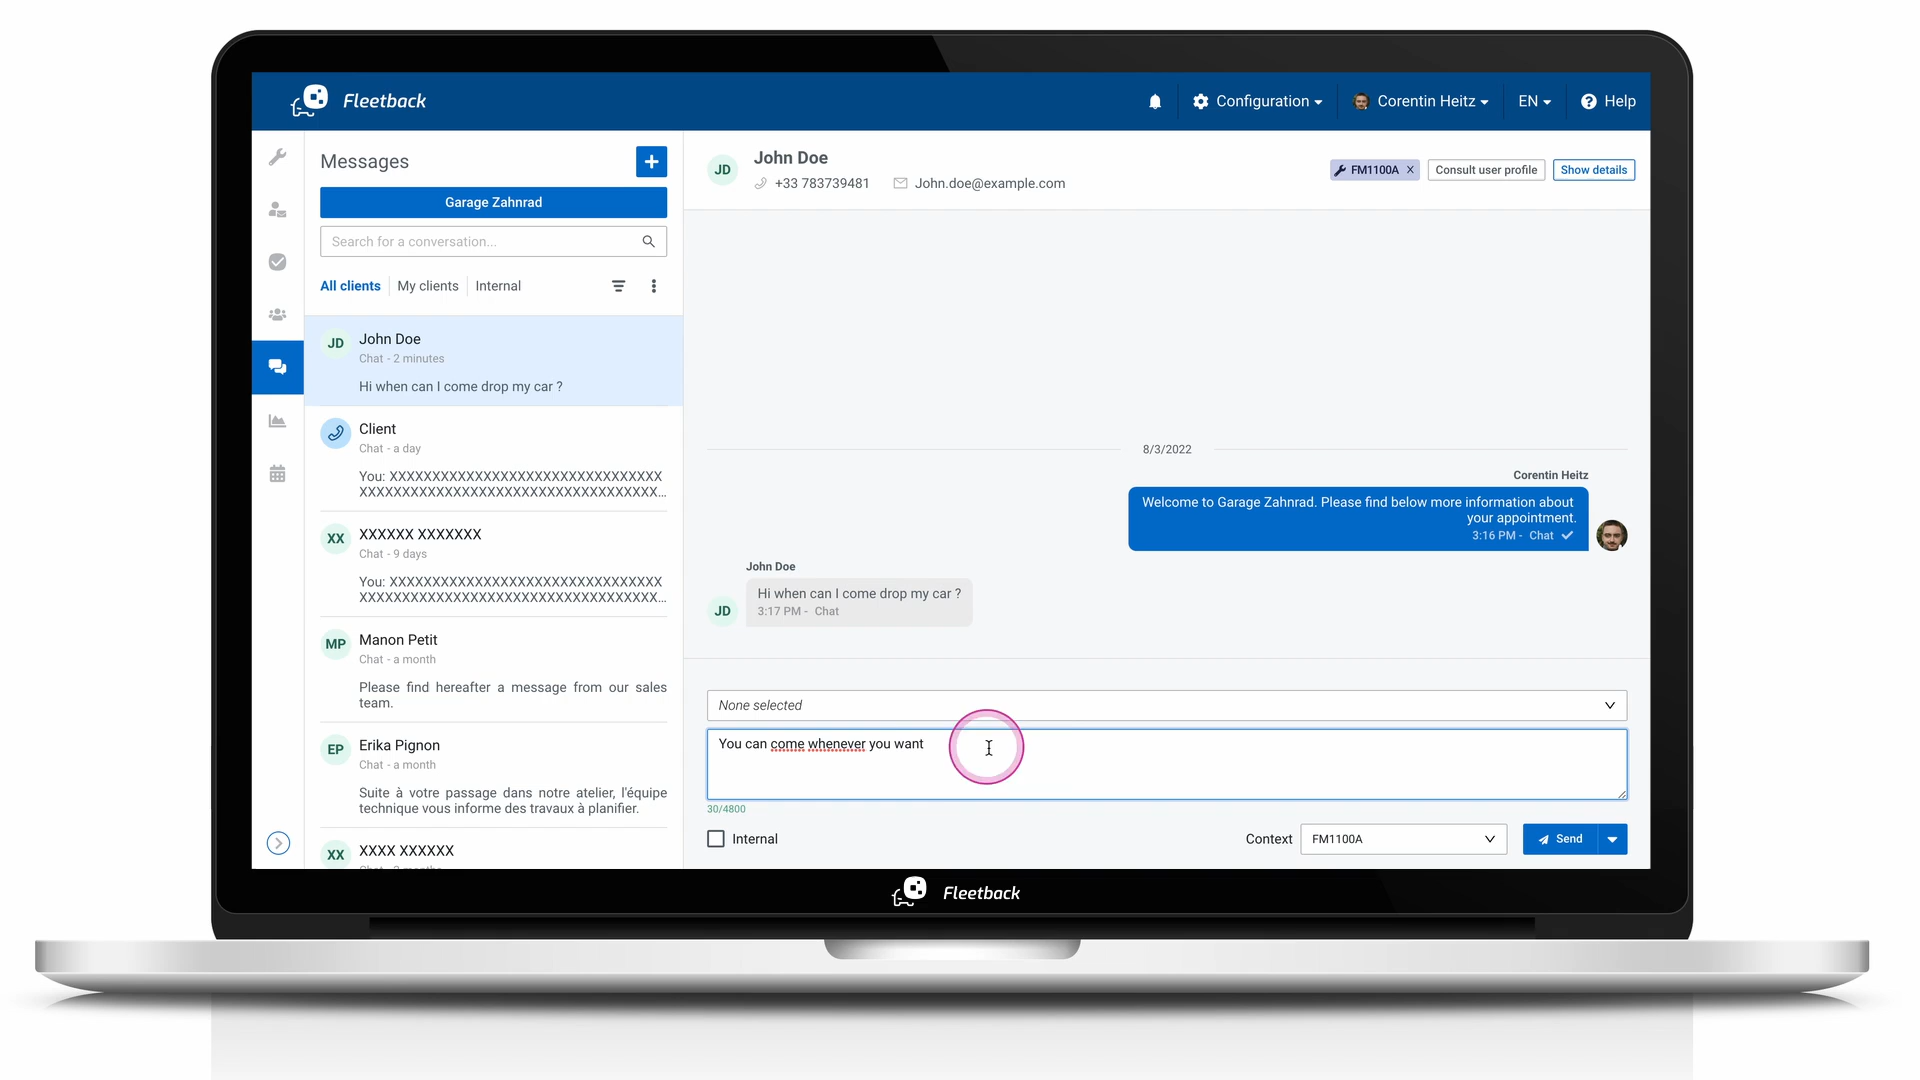 Fleetback
Configuration
Corentin Heitz
EN
Help
Messages
+
Garage Zahnrad
Search for a conversation...
All clients
My clients
Internal
JD
John Doe
Chat - 2 minutes
Hi when can I come drop my car ?
Client
Chat - a day
You: XXXXXXXXXXXXXXXXXXXXXXXXXXXXXXXX
XXXXXXXXXXXXXXXXXXXXXXXXXXXXXXXXXXX...
XX
XXXXXX XXXXXXX
Chat - 9 days
You: XXXXXXXXXXXXXXXXXXXXXXXXXXXXXXXX
XXXXXXXXXXXXXXXXXXXXXXXXXXXXXXXXXXX...
MP
Manon Petit
Chat - a month
Please find hereafter a message from our sales
team.
EP
Erika Pignon
Chat - a month
Suite à votre passage dans notre atelier, l'équipe
technique vous informe des travaux à planifier.
XX
XXXX XXXXXX
JD
John Doe
+33 783739481
John.doe@example.com
FM1100A
Consult user profile
Show details
8/3/2022
Corentin Heitz
Welcome to Garage Zahnrad. Please find below more information about
your appointment.
3:16 PM - Chat
John Doe
JD
Hi when can I come drop my car ?
3:17 PM - Chat
None selected
You can come whenever you want
30/4800
Internal
Context
FM1100A
Send
Fleetback